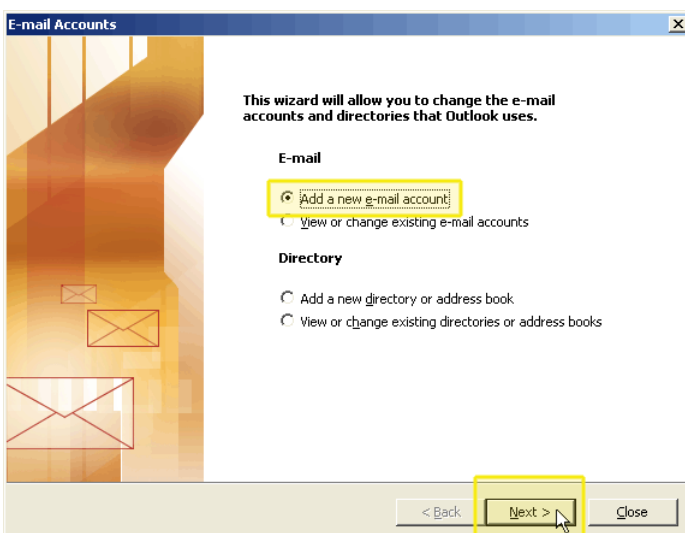 E-mail Accounts
This wizard will allow you to change the e-mail
accounts and directories that Outlook uses.
E-mail
Add a new e-mail account
View or change existing e-mail accounts
Directory
Add a new directory or address book
View or change existing directories or address books
< Back
Next >
Close